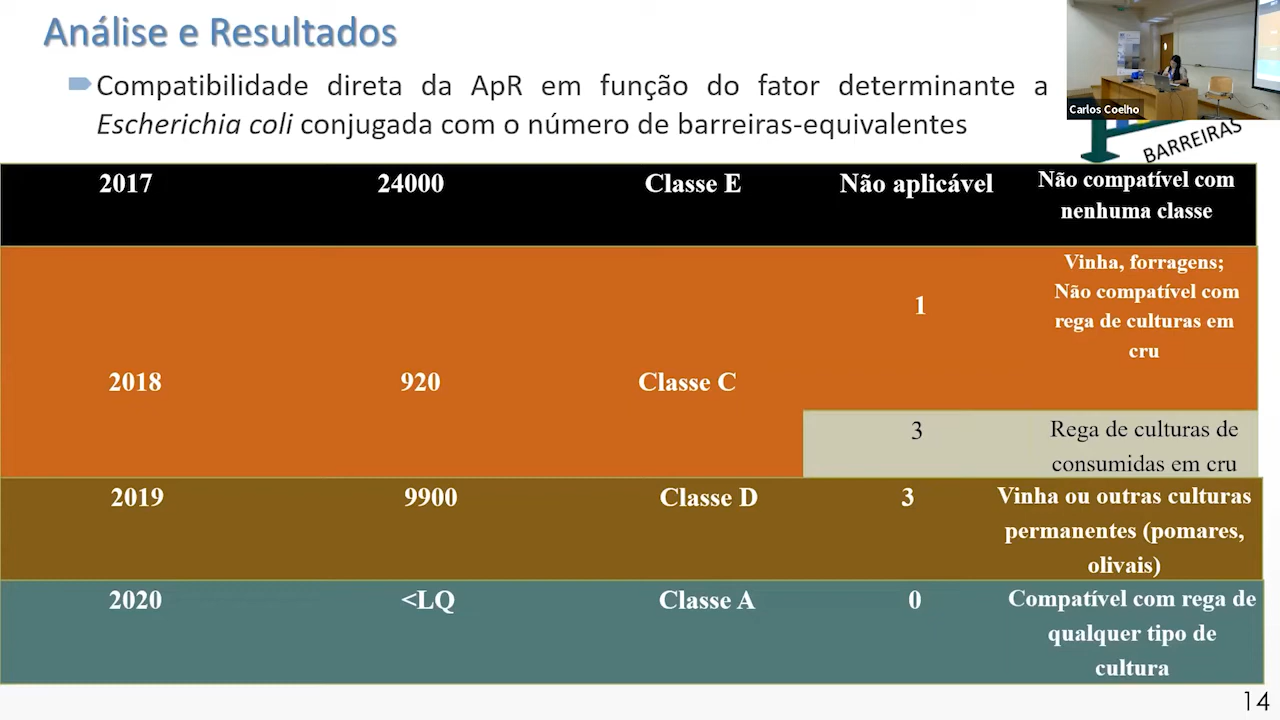 Análise e Resultados
Compatibilidade direta da ApR em função do fator determinante a
Escherichia coli conjugada com o número de barreiras-equivalentes
Carlos Coelho
BARREIRAS
2017 24000 Classe E Não aplicável Não compatível com
nenhuma classe
Vinha, forragens;
1 Não compatível com
rega de culturas em
cru
2018 920 Classe C
3 Rega de culturas de
consumidas em cru
2019 9900 Classe D 3 Vinha ou outras culturas
permanentes (pomares,
olivais)
2020 <LQ Classe A 0 Compatível com rega de
qualquer tipo de
cultura
14